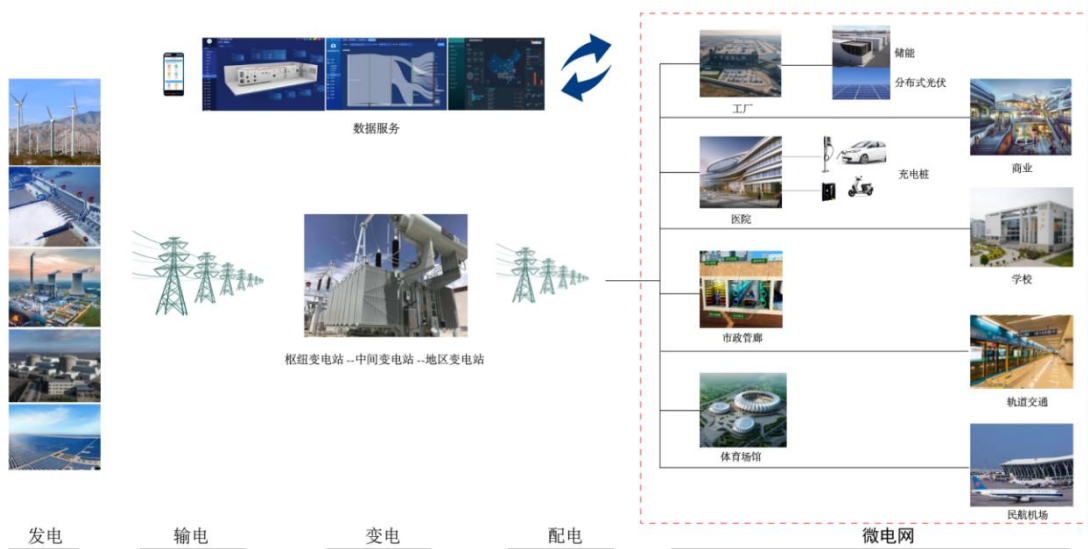 数据服务
储能
分布式光伏
工厂
商业
充电桩
医院
学校
市政管廊
枢纽变电站--中间变电站--地区变电站
轨道交通
体育场馆
民航机场
发电
输电
变电
配电
微电网